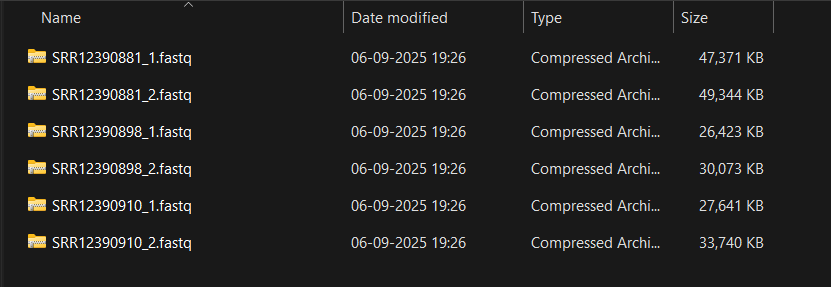 Name Date modified Type Size
SRR12390881_1.fastq 06-09-2025 19:26 Compressed Archi... 47,371 KB
SRR12390881_2.fastq 06-09-2025 19:26 Compressed Archi... 49,344 KB
SRR12390898_1.fastq 06-09-2025 19:26 Compressed Archi... 26,423 KB
SRR12390898_2.fastq 06-09-2025 19:26 Compressed Archi... 30,073 KB
SRR12390910_1.fastq 06-09-2025 19:26 Compressed Archi... 27,641 KB
SRR12390910_2.fastq 06-09-2025 19:26 Compressed Archi... 33,740 KB